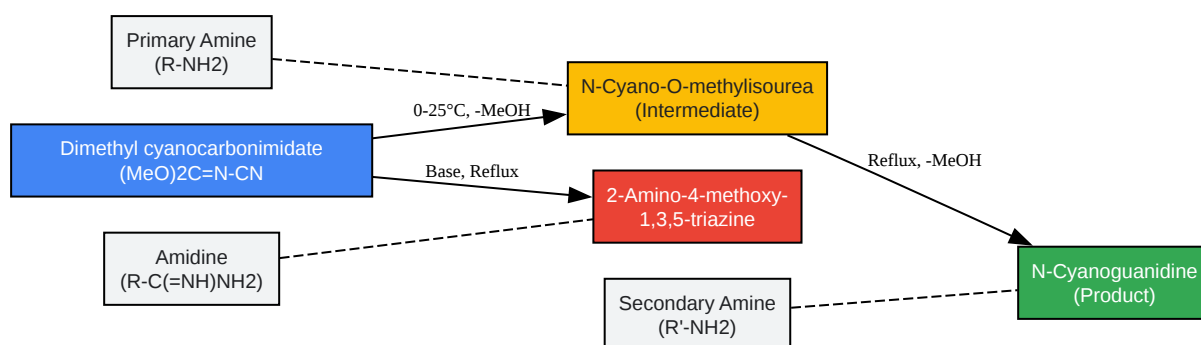 Primary Amine
(R-NH2)
N-Cyano-O-methylisourea
(Intermediate)
0-25°C, -MeOH
Dimethyl cyanocarbonimidate
(MeO)2C=N-CN
Reflux, -MeOH
Base, Reflux
2-Amino-4-methoxy-
1,3,5-triazine
Amidine
(R-C(=NH)NH2)
N-Cyanoguanidine
(Product)
Secondary Amine
(R'-NH2)